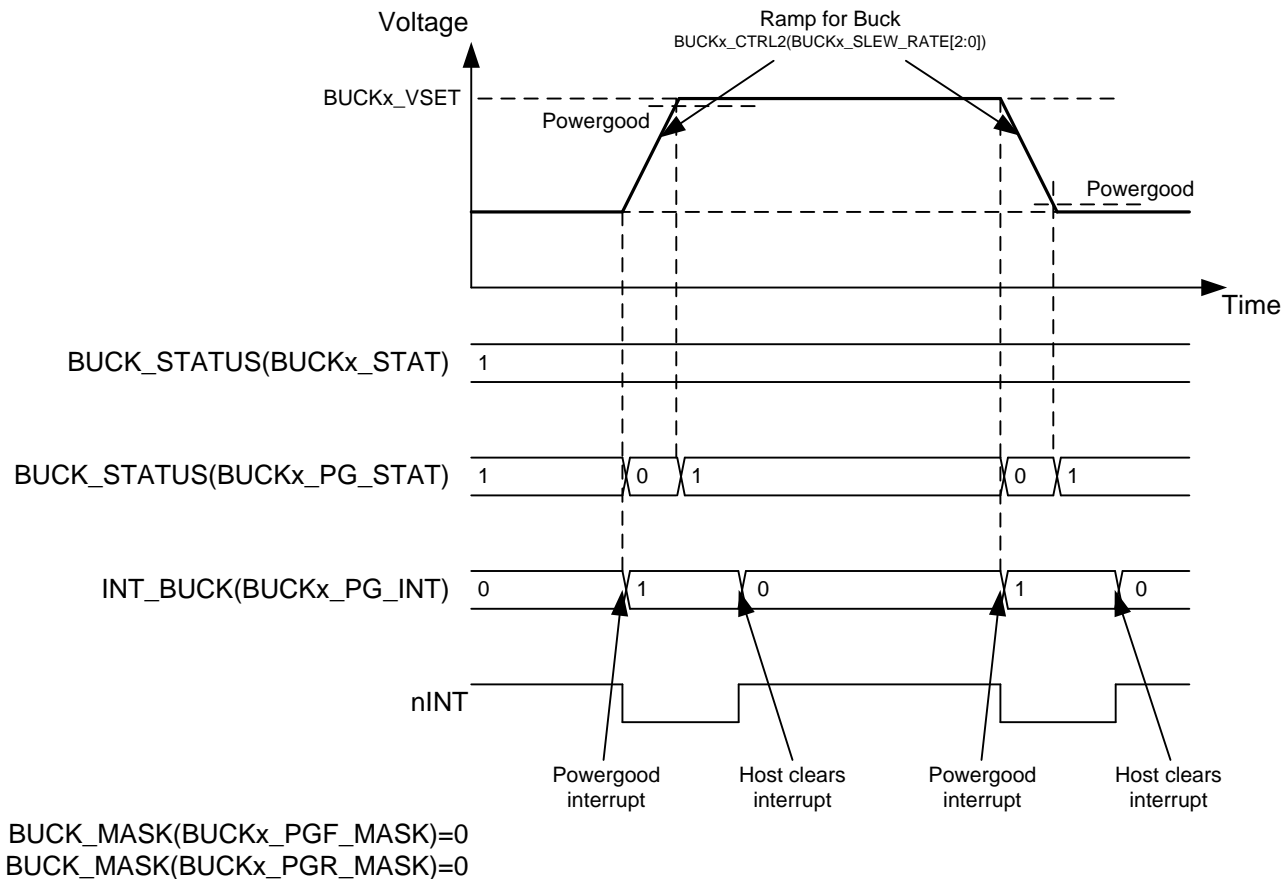 Voltage
Ramp for Buck
BUCKx_CTRL2(BUCKx_SLEW_RATE[2:0])
BUCKx_VSET
Powergood
Powergood
Time
BUCK_STATUS(BUCKx_STAT) 1
BUCK_STATUS(BUCKx_PG_STAT) 1 0 1 0 1
INT_BUCK(BUCKx_PG_INT) 0 1 0 1 0
nINT
Powergood
interrupt
Host clears
interrupt
Powergood
interrupt
Host clears
interrupt
BUCK_MASK(BUCKx_PGF_MASK)=0
BUCK_MASK(BUCKx_PGR_MASK)=0